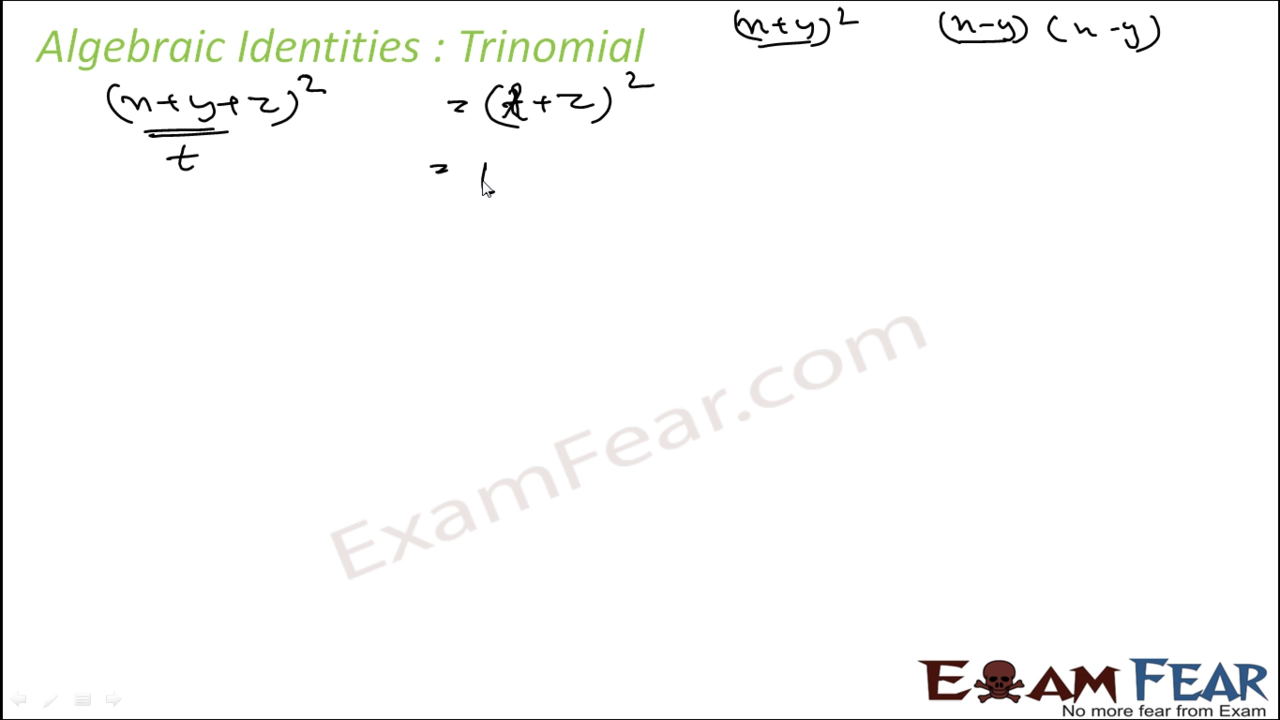 Algebraic Identities : Trinomial
(x+y)² (x-y) (x-y)
(x+y+z)² = (t+z)²
t
= t
ExamFear.com
EXAM FEAR
No more fear from Exam